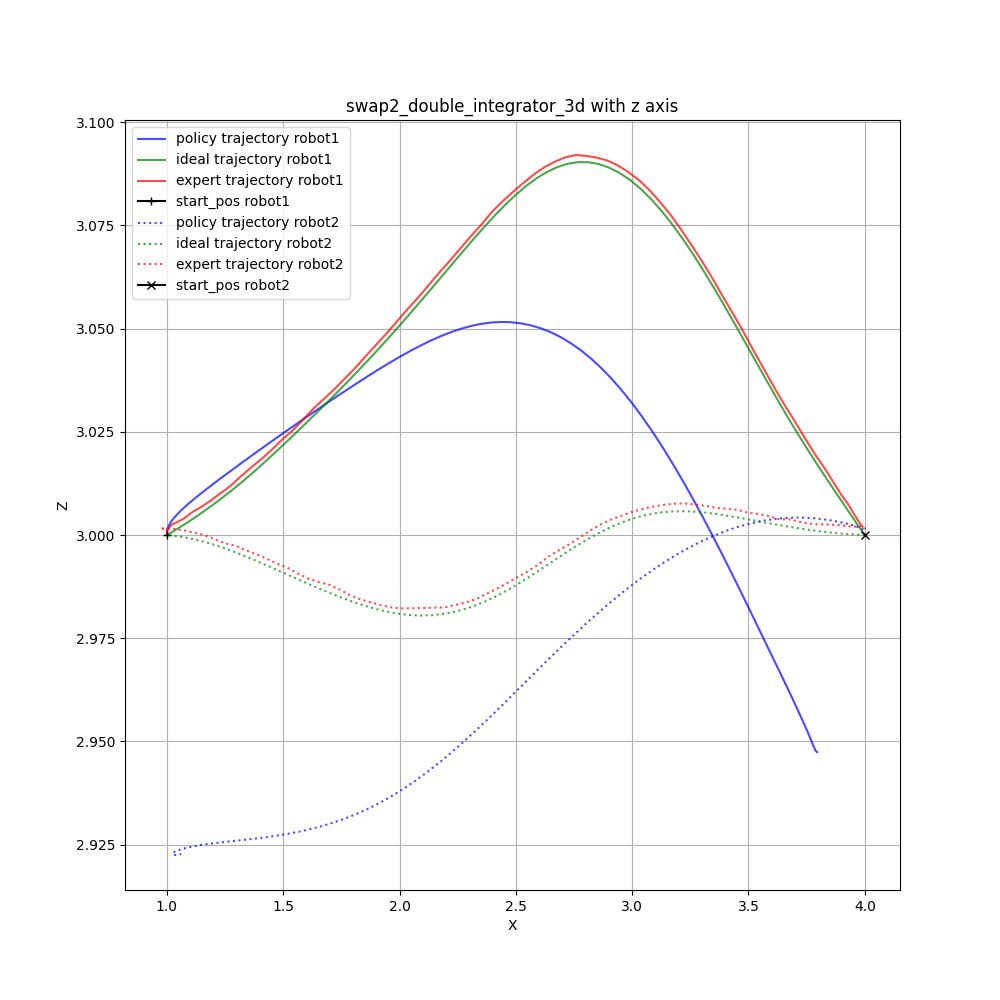 swap2_double_integrator_3d with z axis
policy trajectory robot1
ideal trajectory robot1
expert trajectory robot1
start_pos robot1
policy trajectory robot2
ideal trajectory robot2
expert trajectory robot2
start_pos robot2
3.100
3.075
3.050
3.025
3.000
2.975
2.950
2.925
Z
1.0 1.5 2.0 2.5 3.0 3.5 4.0
X